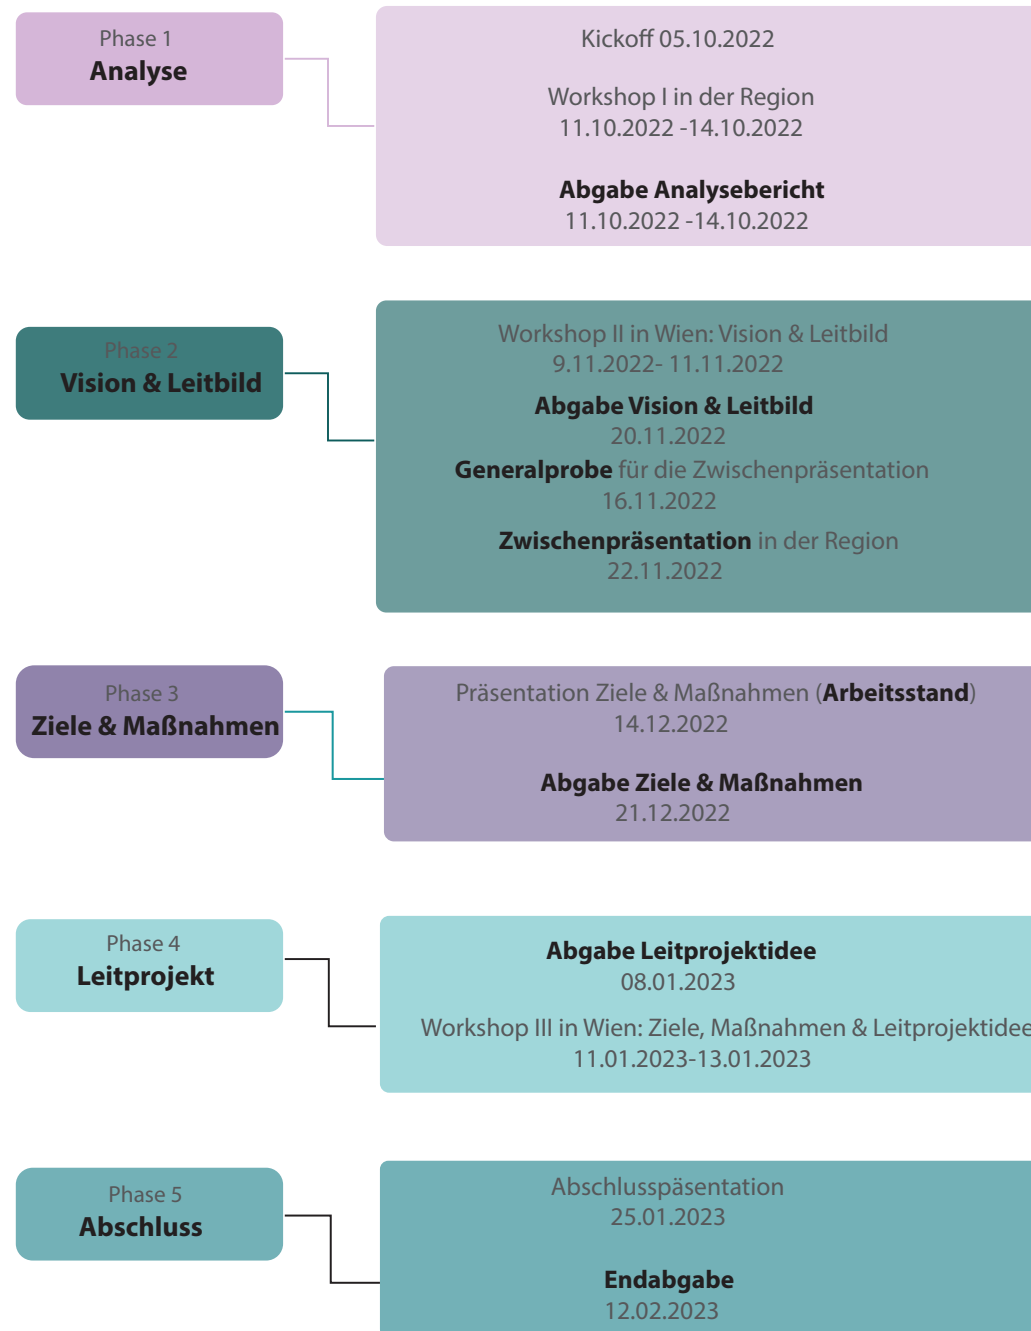 Phase 1
Analyse
Kickoff 05.10.2022
Workshop I in der Region
11.10.2022 -14.10.2022
Abgabe Analysebericht
11.10.2022 -14.10.2022
Phase 2
Vision & Leitbild
Workshop II in Wien: Vision & Leitbild
9.11.2022- 11.11.2022
Abgabe Vision & Leitbild
20.11.2022
Generalprobe für die Zwischenpräsentation
16.11.2022
Zwischenpräsentation in der Region
22.11.2022
Phase 3
Ziele & Maßnahmen
Präsentation Ziele & Maßnahmen (Arbeitsstand)
14.12.2022
Abgabe Ziele & Maßnahmen
21.12.2022
Phase 4
Leitprojekt
Abgabe Leitprojektidee
08.01.2023
Workshop III in Wien: Ziele, Maßnahmen & Leitprojektidee
11.01.2023-13.01.2023
Phase 5
Abschluss
Abschlusspäsentation
25.01.2023
Endabgabe
12.02.2023